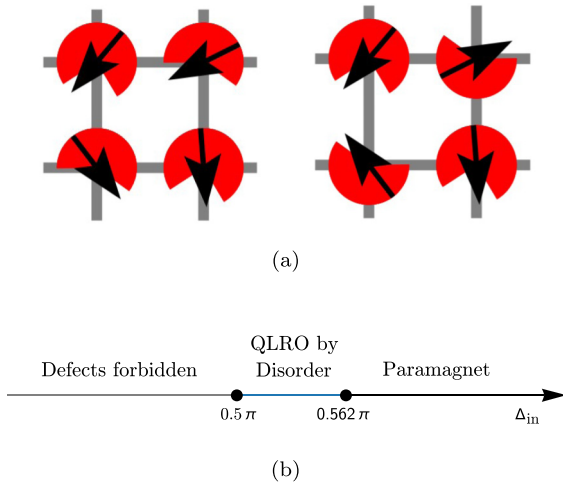 (a)
QLRO by
Defects forbidden Disorder Paramagnet
0.5 π 0.562 π Δin
(b)